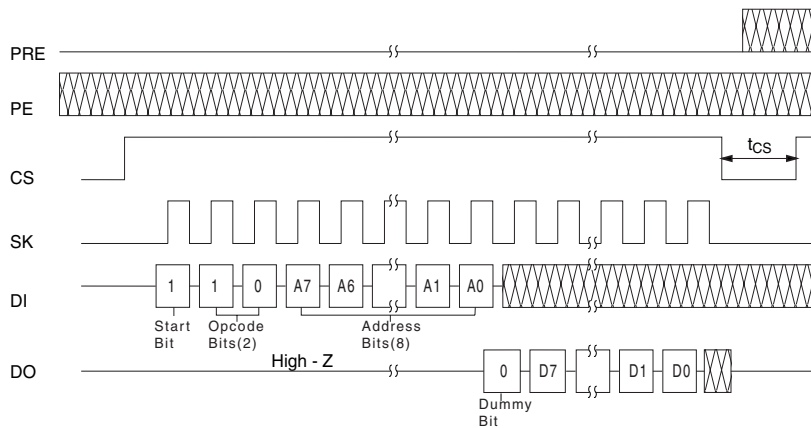 PRE
PE
CS
tCS
SK
DI
1 1 0 A7 A6 A1 A0
Start Bit
Opcode Bits(2)
Address Bits(8)
High - Z
DO
0 D7 D1 D0
Dummy Bit